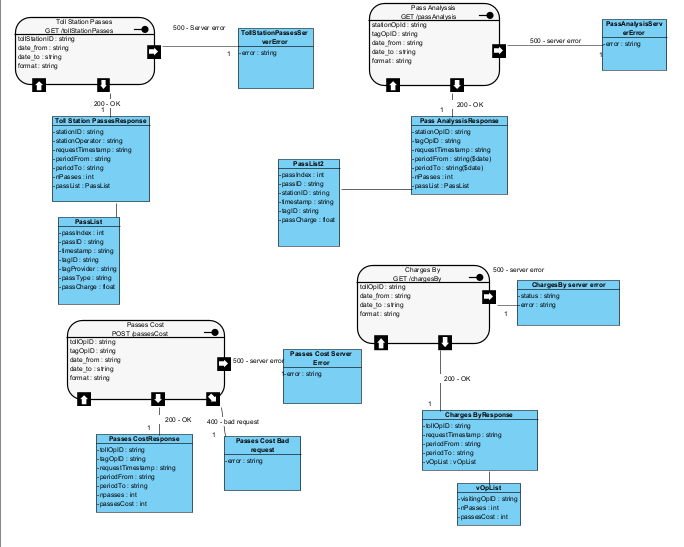 Toll Station Passes
GET /tollStationPasses
tollStationID : string
date_from : string
date_to : string
format : string
500 - Server error
1
TollStationPassesSer
verError
-error : string
200 - OK
1
Toll Station PassesResponse
-stationID : string
-stationOperator : string
-requestTimestamp : string
-periodFrom : string
-periodTo : string
-nPasses : int
-passList : PassList
PassList
-passIndex : int
-passID : string
-timestamp : string
-tagID : string
-tagProvider : string
-passType : string
-passCharge : float
Pass Analysis
GET /passAnalysis
stationOpId : string
tagOpID : string
date_from : string
date_to : string
format : string
500 - server error
1
PassAnalysisServ
erError
-error : string
200 - OK
1
Pass AnalysisResponse
-stationOpID : string
-tagOpID : string
-requestTimestamp : string
-periodFrom : string($date)
-periodTo : string($date)
-nPasses : int
-passList : PassList
PassList2
-passIndex : int
-passID : string
-stationID : string
-timestamp : string
-tagID : string
-passCharge : float
Charges By
GET /chargesBy
tollOpID : string
date_from : string
date_to : string
format : string
500 - server error
1
ChargesBy server error
-status : string
-error : string
200 - OK
1
Charges ByResponse
-tollOpID : string
-requestTimestamp : string
-periodFrom : string
-periodTo : string
-vOpList : vOpList
vOpList
-visitingOpID : string
-nPasses : int
-passesCost : int
Passes Cost
POST /passesCost
tollOpID : string
tagOpID : string
date_from : string
date_to : string
format : string
500 - server error
1
Passes Cost Server
Error
-error : string
200 - OK
1
400 - bad request
1
Passes CostResponse
-tollOpID : string
-tagOpID : string
-requestTimestamp : string
-periodFrom : string
-periodTo : string
-npasses : int
-passesCost : int
Passes Cost Bad
request
-error : string